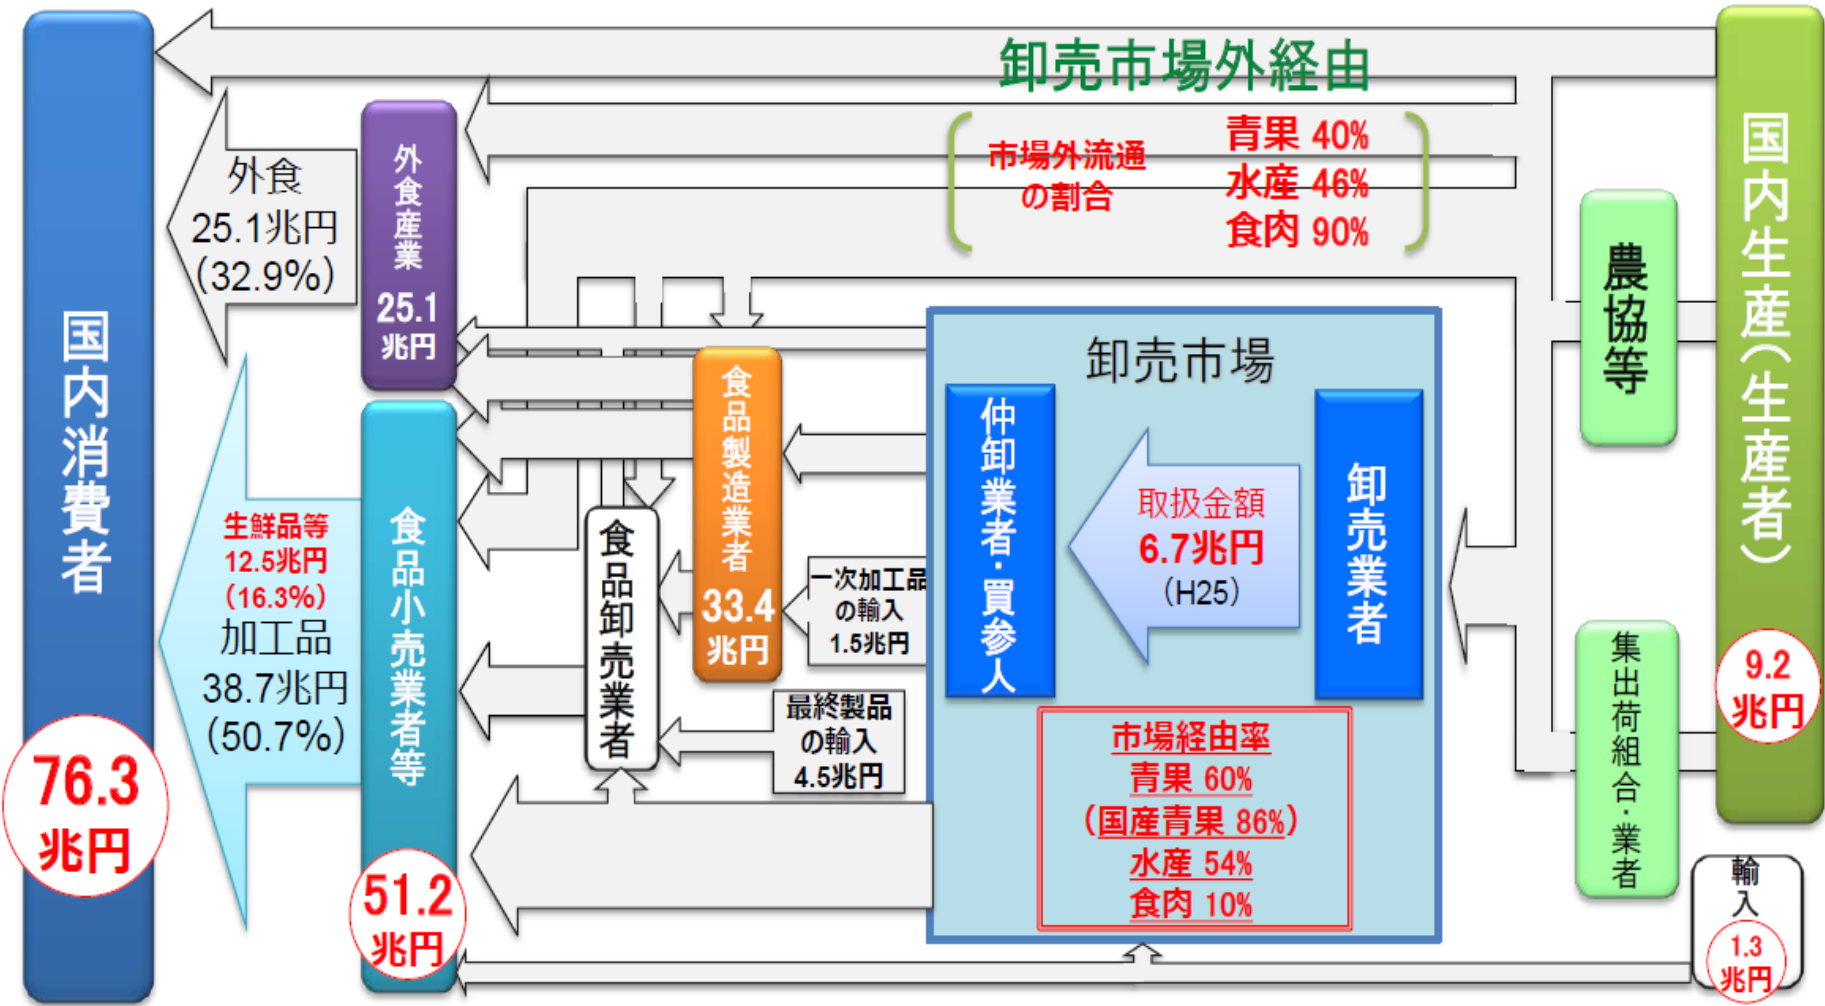 国内消費者
76.3
兆円
外食
25.1兆円
(32.9%)
生鮮品等
12.5兆円
(16.3%)
加工品
38.7兆円
(50.7%)
外食産業
25.1
兆円
食品小売業者等
51.2
兆円
食品卸売業者
食品製造業者
33.4
兆円
一次加工品
の輸入
1.5兆円
最終製品
の輸入
4.5兆円
卸売市場外経由
市場外流通
の割合
青果 40%
水産 46%
食肉 90%
卸売市場
仲卸業者・買参人
取扱金額
6.7兆円
(H25)
卸売業者
市場経由率
青果 60%
(国産青果 86%)
水産 54%
食肉 10%
農協等
集出荷組合・業者
国内生産(生産者)
9.2
兆円
輸入
1.3
兆円